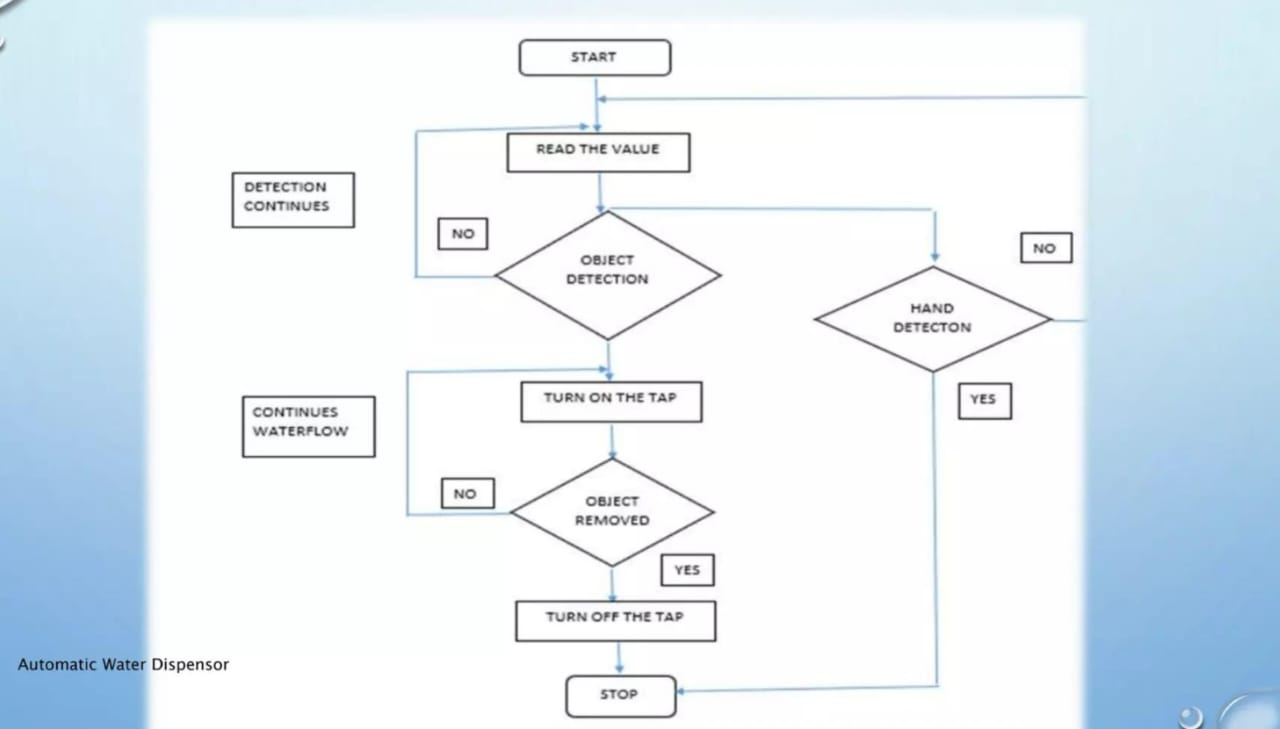 START
READ THE VALUE
DETECTION
CONTINUES
NO
OBJECT
DETECTION
NO
HAND
DETECTON
YES
TURN ON THE TAP
CONTINUES
WATERFLOW
NO
OBJECT
REMOVED
YES
TURN OFF THE TAP
Automatic Water Dispensor
STOP